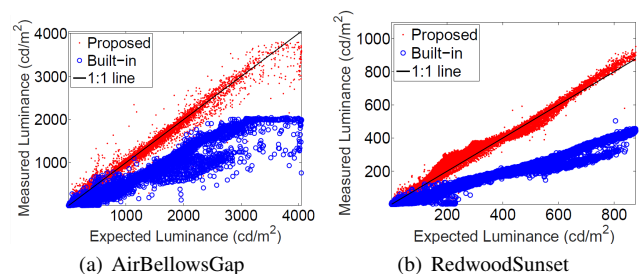 4000
3000
2000
1000
Measured Luminance (cd/m²)
Proposed
Built-in
1:1 line
1000 2000 3000 4000
Expected Luminance (cd/m²)
(a) AirBellowsGap
1000
800
600
400
200
Measured Luminance (cd/m²)
Proposed
Built-in
1:1 line
200 400 600 800
Expected Luminance (cd/m²)
(b) RedwoodSunset